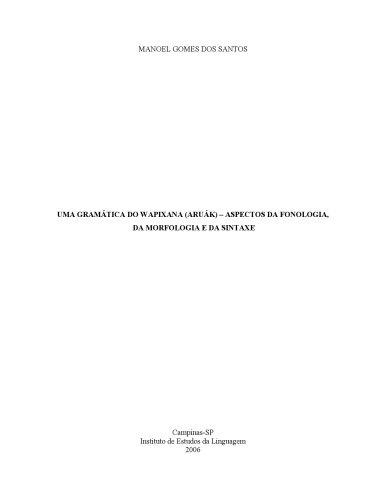 MANOEL GOMES DOS SANTOS
UMA GRAMÁTICA DO WAPIXANA (ARUÁK) – ASPECTOS DA FONOLOGIA,
DA MORFOLOGIA E DA SINTAXE
Campinas-SP
Instituto de Estudos da Linguagem
2006